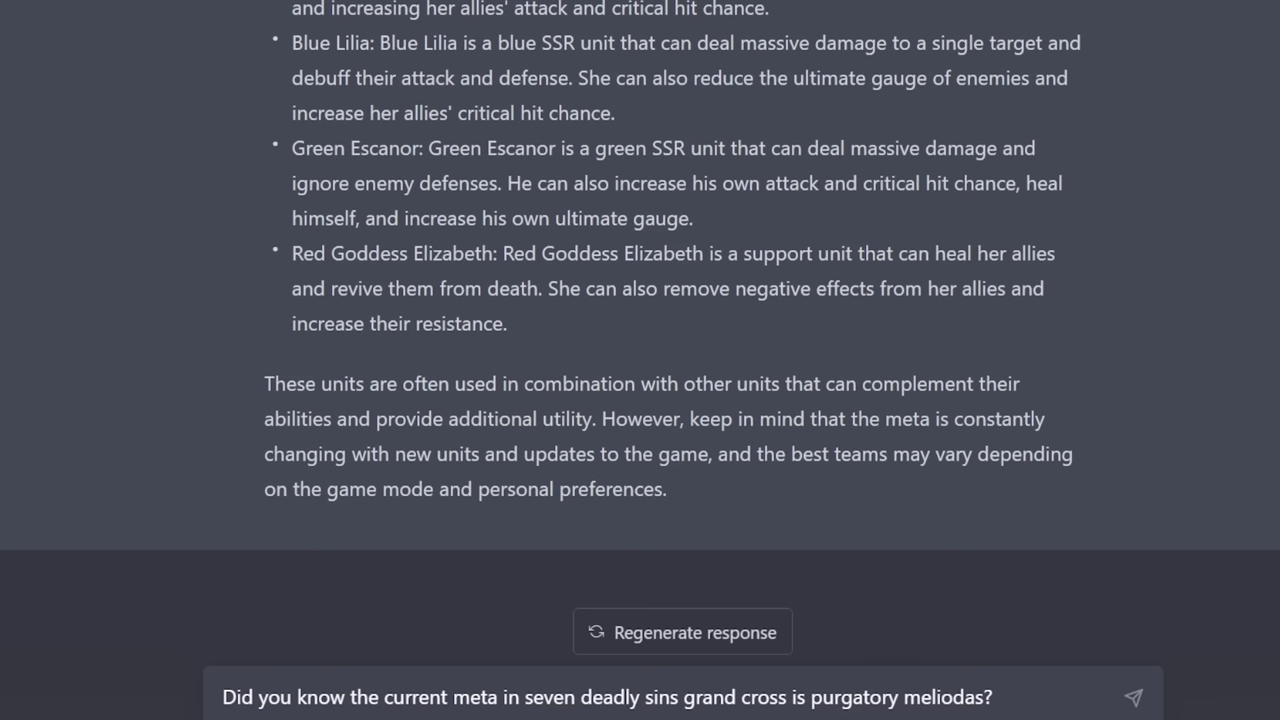 and increasing her allies' attack and critical hit chance.
• Blue Lilia: Blue Lilia is a blue SSR unit that can deal massive damage to a single target and
debuff their attack and defense. She can also reduce the ultimate gauge of enemies and
increase her allies' critical hit chance.
• Green Escanor: Green Escanor is a green SSR unit that can deal massive damage and
ignore enemy defenses. He can also increase his own attack and critical hit chance, heal
himself, and increase his own ultimate gauge.
• Red Goddess Elizabeth: Red Goddess Elizabeth is a support unit that can heal her allies
and revive them from death. She can also remove negative effects from her allies and
increase their resistance.
These units are often used in combination with other units that can complement their
abilities and provide additional utility. However, keep in mind that the meta is constantly
changing with new units and updates to the game, and the best teams may vary depending
on the game mode and personal preferences.
Regenerate response
Did you know the current meta in seven deadly sins grand cross is purgatory meliodas?